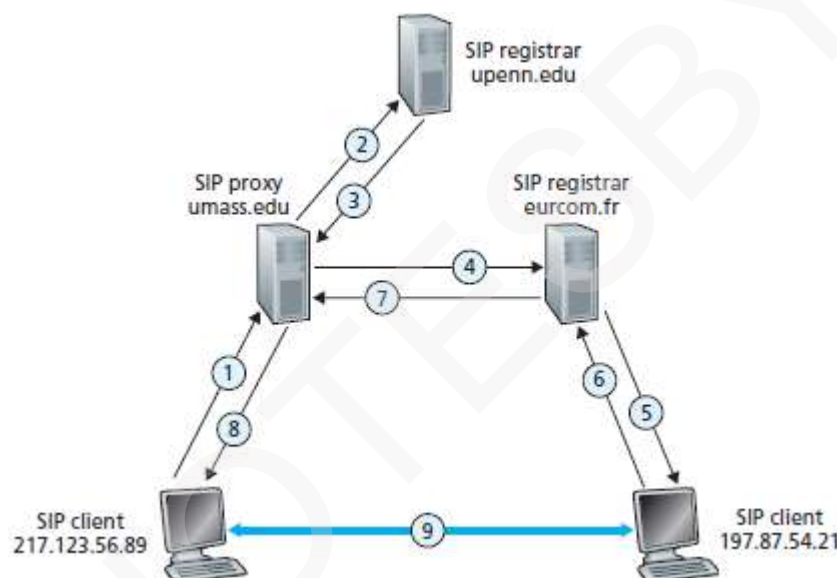 SIP registrar
upenn.edu
2
3
SIP proxy
umass.edu
SIP registrar
eurcom.fr
4
7
1
8
6
5
SIP client
217.123.56.89
9
SIP client
197.87.54.21
OTESBY